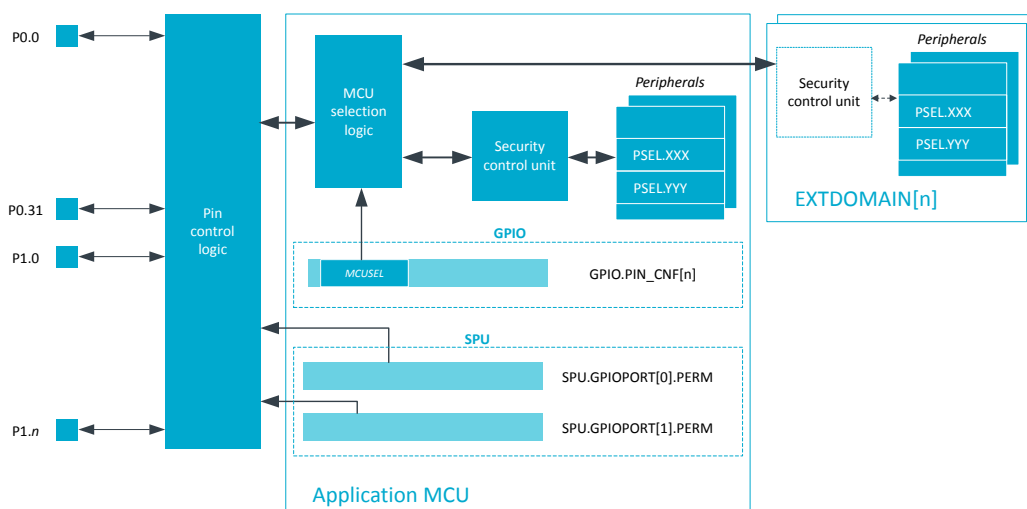 P0.0
P0.31
P1.0
P1.n
Pin
control
logic
MCU
selection
logic
Security
control unit
Peripherals
PSEL.XXX
PSEL.YYY
GPIO
MCUSEL
GPIO.PIN_CNF[n]
SPU
SPU.GPIOPORT[0].PERM
SPU.GPIOPORT[1].PERM
Application MCU
Peripherals
Security
control unit
PSEL.XXX
PSEL.YYY
EXTDOMAIN[n]